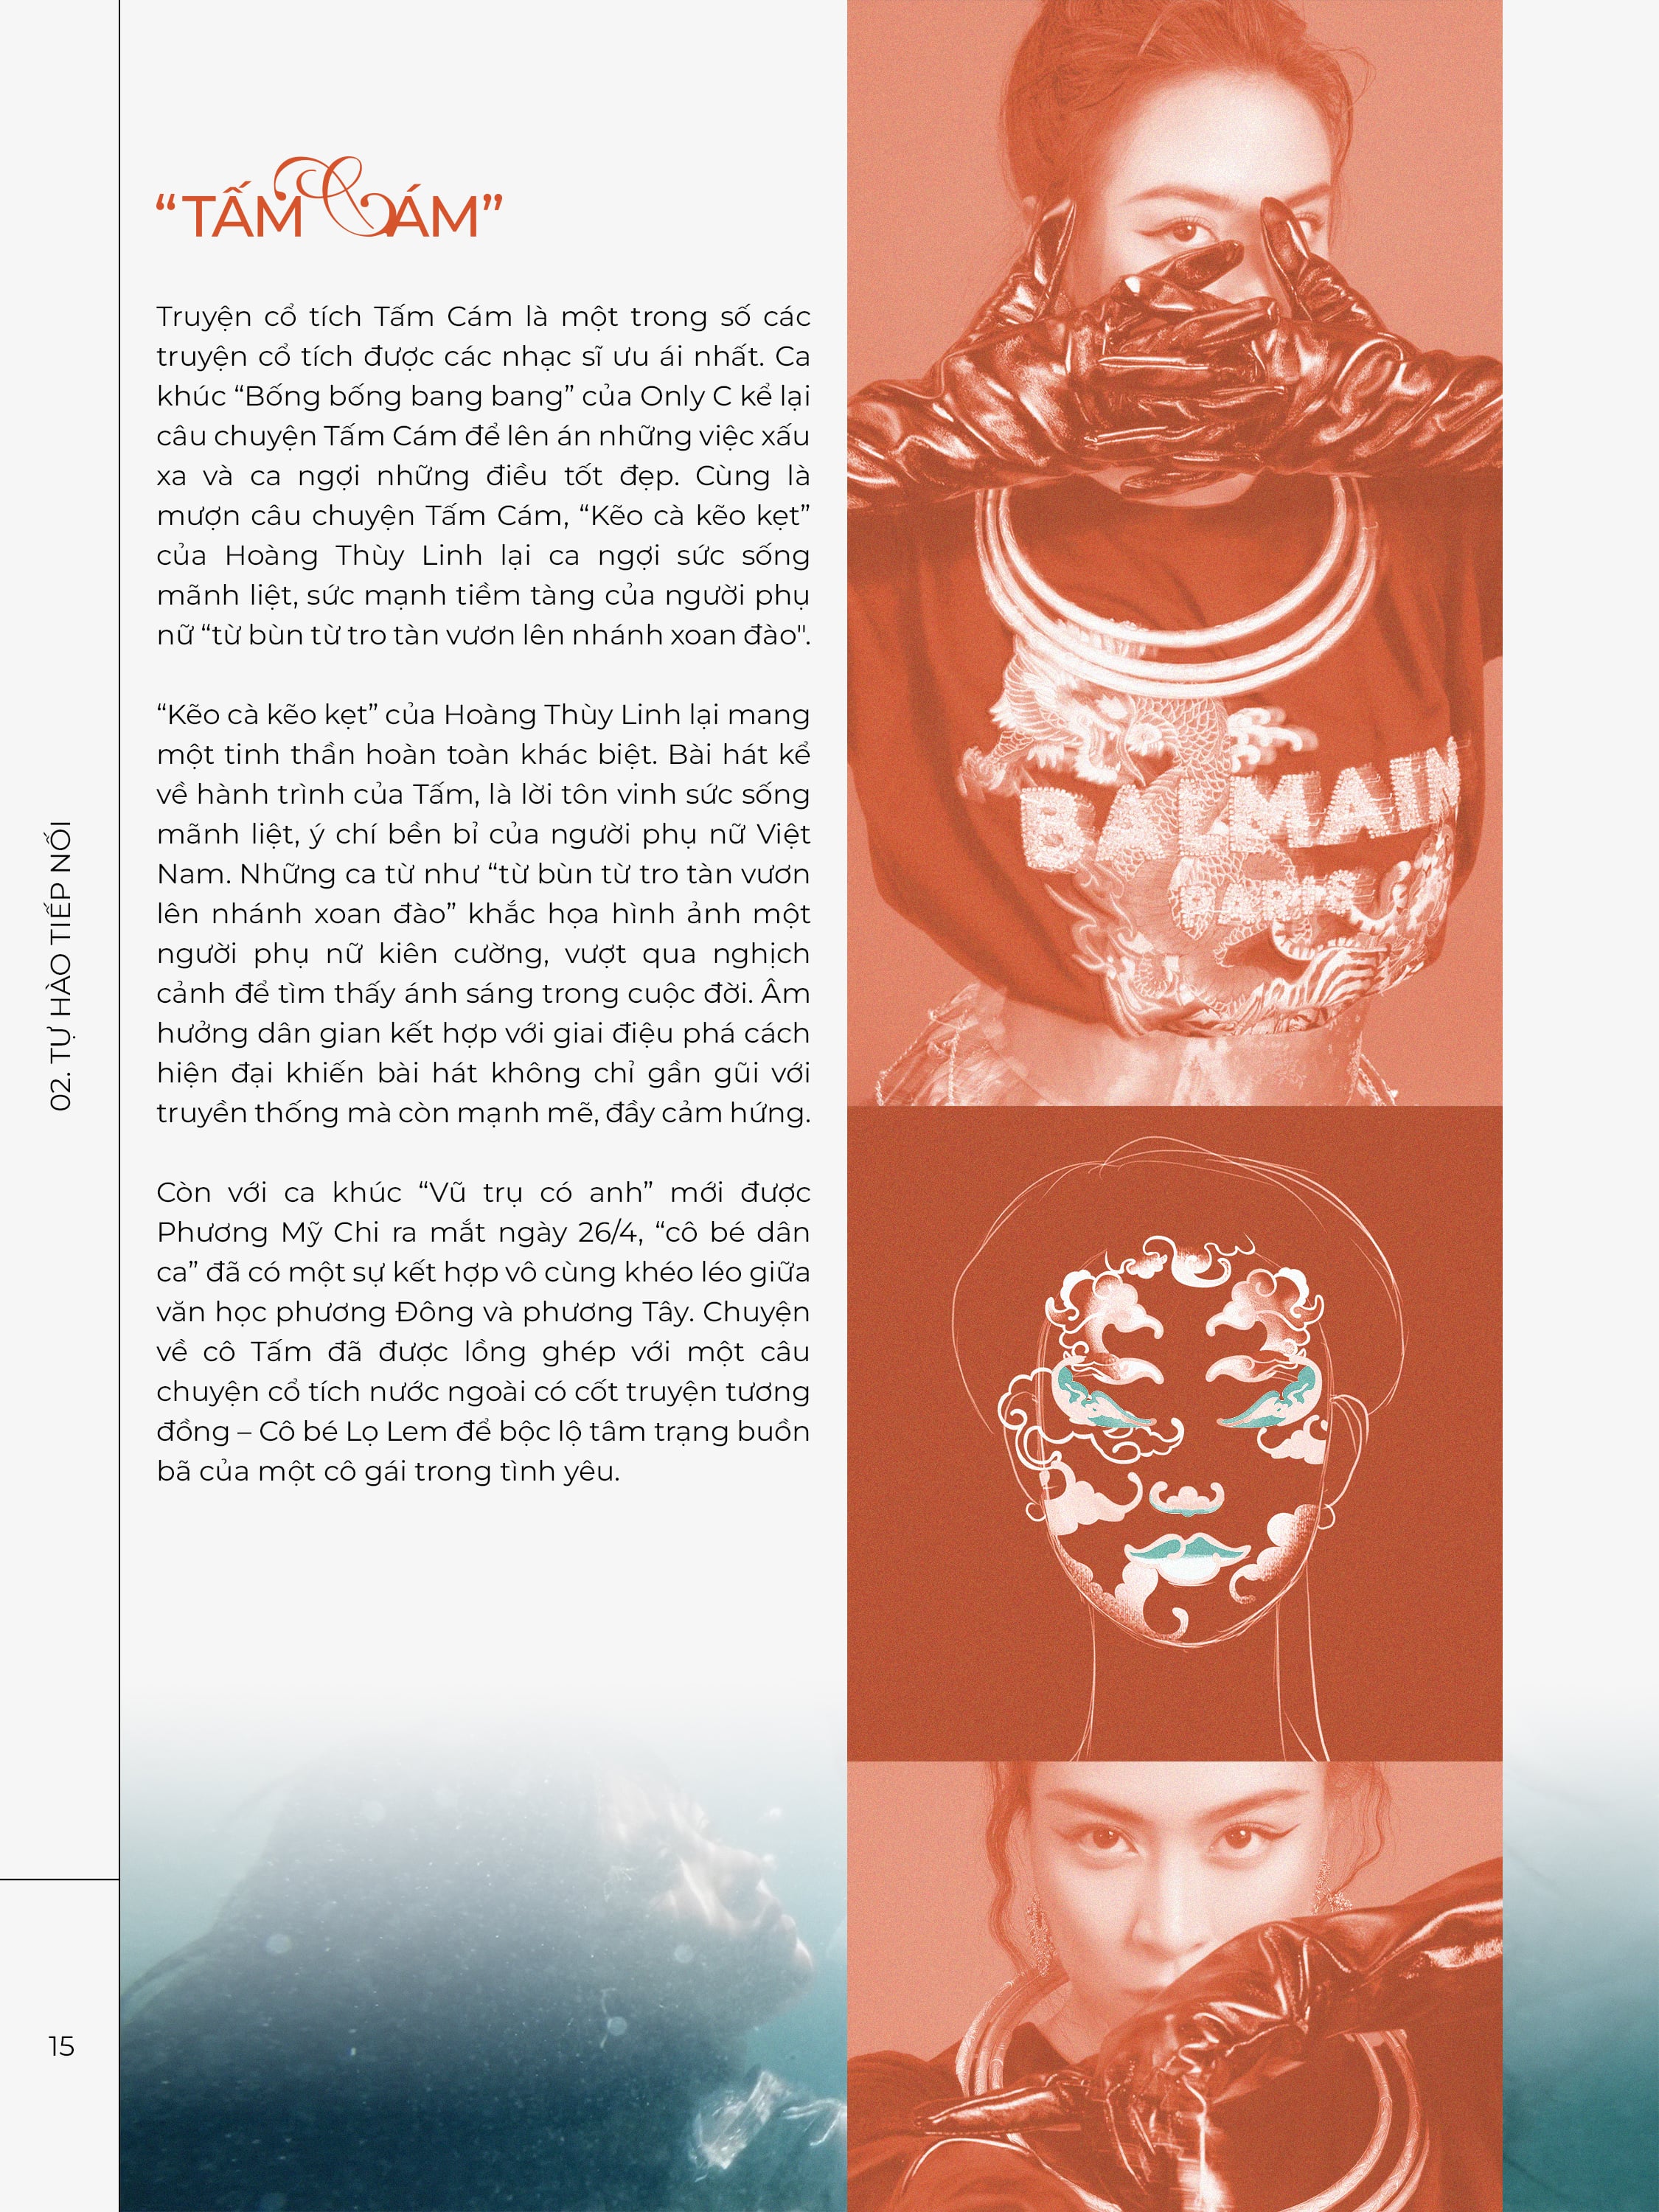 “TẤM CÁM”
Truyện cổ tích Tấm Cám là một trong số các
truyện cổ tích được các nhạc sĩ ưu ái nhất. Ca
khúc “Bống bống bang bang” của Only C kể lại
câu chuyện Tấm Cám để lên án những việc xấu
xa và ca ngợi những điều tốt đẹp. Cùng là
mượn câu chuyện Tấm Cám, “Kẽo cà kẽo kẹt”
của Hoàng Thùy Linh lại ca ngợi sức sống
mãnh liệt, sức mạnh tiềm tàng của người phụ
nữ “từ bùn từ tro tàn vươn lên nhánh xoan đào".
“Kẽo cà kẽo kẹt” của Hoàng Thùy Linh lại mang
một tinh thần hoàn toàn khác biệt. Bài hát kể
về hành trình của Tấm, là lời tôn vinh sức sống
mãnh liệt, ý chí bền bỉ của người phụ nữ Việt
Nam. Những ca từ như “từ bùn từ tro tàn vươn
lên nhánh xoan đào” khắc họa hình ảnh một
người phụ nữ kiên cường, vượt qua nghịch
cảnh để tìm thấy ánh sáng trong cuộc đời. Âm
hưởng dân gian kết hợp với giai điệu phá cách
hiện đại khiến bài hát không chỉ gần gũi với
truyền thống mà còn mạnh mẽ, đầy cảm hứng.
Còn với ca khúc “Vũ trụ có anh” mới được
Phương Mỹ Chi ra mắt ngày 26/4, “cô bé dân
ca” đã có một sự kết hợp vô cùng khéo léo giữa
văn học phương Đông và phương Tây. Chuyện
về cô Tấm đã được lồng ghép với một câu
chuyện cổ tích nước ngoài có cốt truyện tương
đồng – Cô bé Lọ Lem để bộc lộ tâm trạng buồn
bã của một cô gái trong tình yêu.
BALMAIN
PARIS
02. TỰ HÀO TIẾP NỐI
15